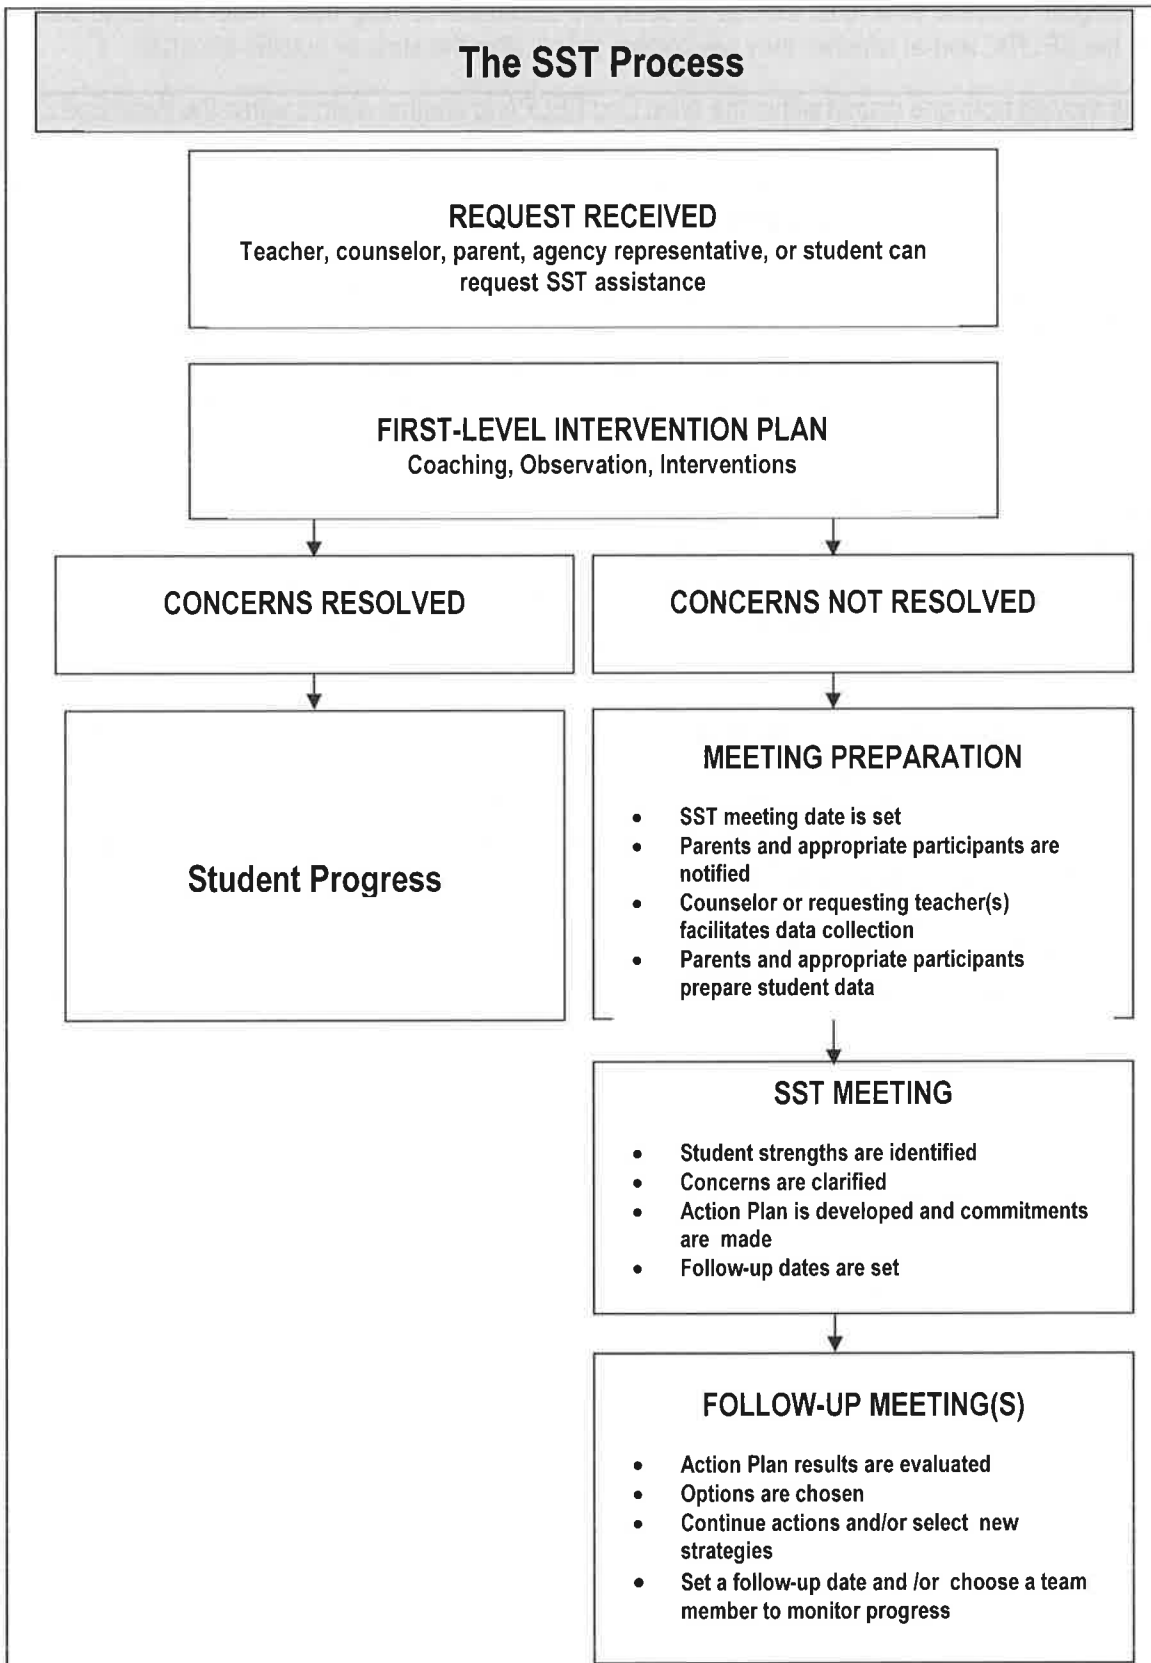 The SST Process
REQUEST RECEIVED
Teacher, counselor, parent, agency representative, or student can
request SST assistance
FIRST-LEVEL INTERVENTION PLAN
Coaching, Observation, Interventions
CONCERNS RESOLVED
CONCERNS NOT RESOLVED
Student Progress
MEETING PREPARATION
• SST meeting date is set
• Parents and appropriate participants are
notified
• Counselor or requesting teacher(s)
facilitates data collection
• Parents and appropriate participants
prepare student data
SST MEETING
• Student strengths are identified
• Concerns are clarified
• Action Plan is developed and commitments
are made
• Follow-up dates are set
FOLLOW-UP MEETING(S)
• Action Plan results are evaluated
• Options are chosen
• Continue actions and/or select new
strategies
• Set a follow-up date and /or choose a team
member to monitor progress